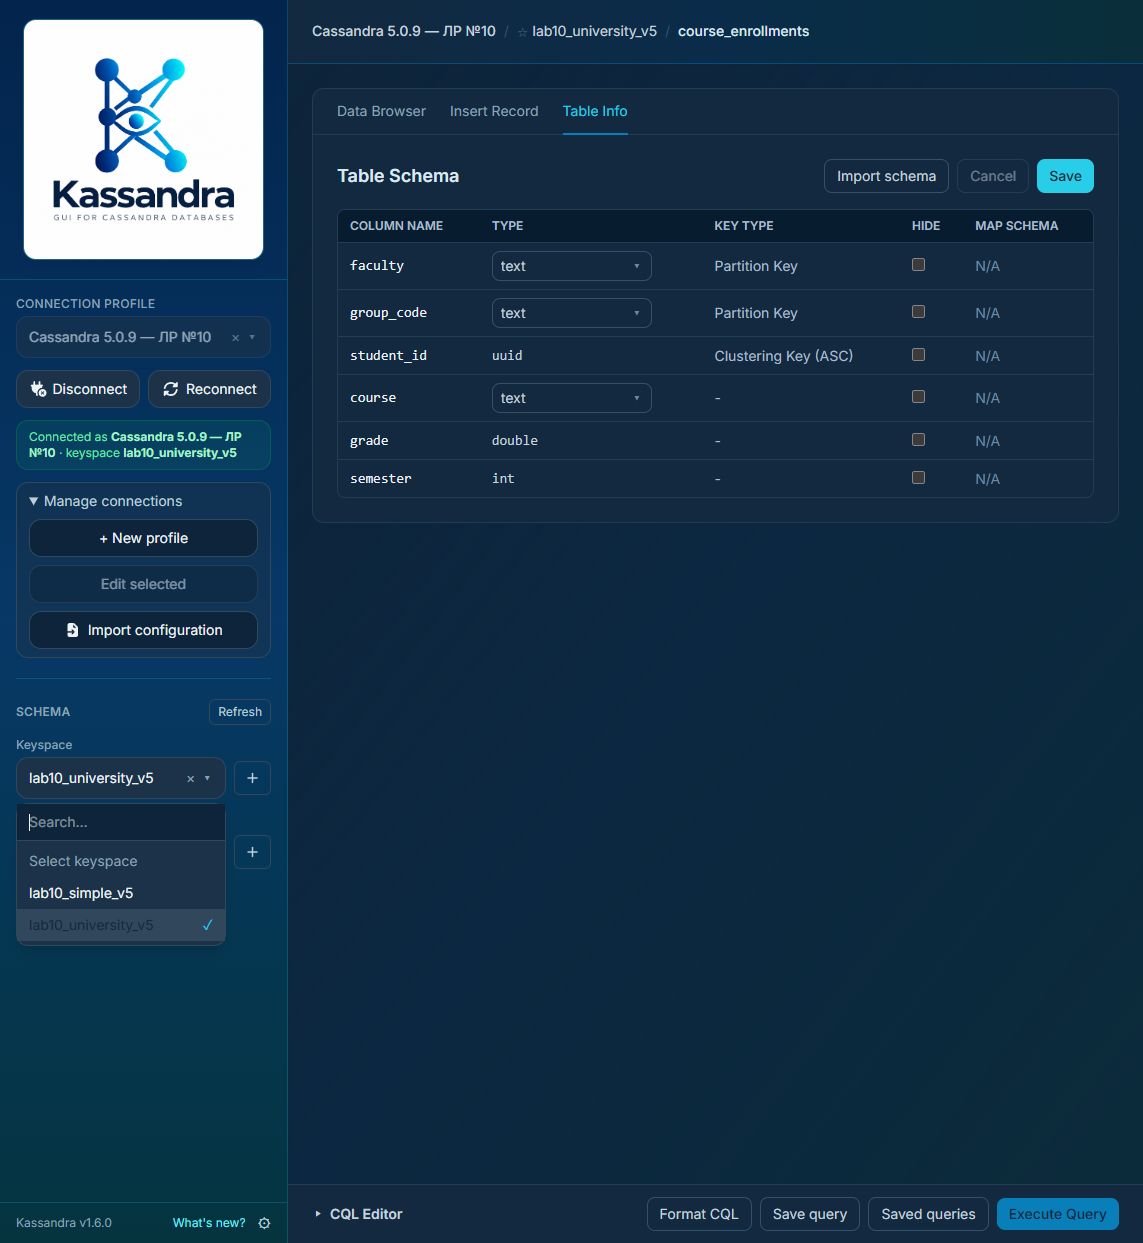 Kassandra
GUI FOR CASSANDRA DATABASES
CONNECTION PROFILE
Cassandra 5.0.9 — ЛР №10 × ▾
Disconnect
Reconnect
Connected as Cassandra 5.0.9 — ЛР
№10 · keyspace lab10_university_v5
▼ Manage connections
+ New profile
Edit selected
Import configuration
SCHEMA
Refresh
Keyspace
lab10_university_v5 × ▾
+
Search...
Select keyspace
lab10_simple_v5
lab10_university_v5 ✓
+
Kassandra v1.6.0
What's new?
Cassandra 5.0.9 — ЛР №10 / ☆ lab10_university_v5 / course_enrollments
Data Browser Insert Record Table Info
Table Schema
Import schema Cancel Save
COLUMN NAME TYPE KEY TYPE HIDE MAP SCHEMA
faculty text Partition Key N/A
group_code text Partition Key N/A
student_id uuid Clustering Key (ASC) N/A
course text - N/A
grade double - N/A
semester int - N/A
CQL Editor
Format CQL Save query Saved queries Execute Query